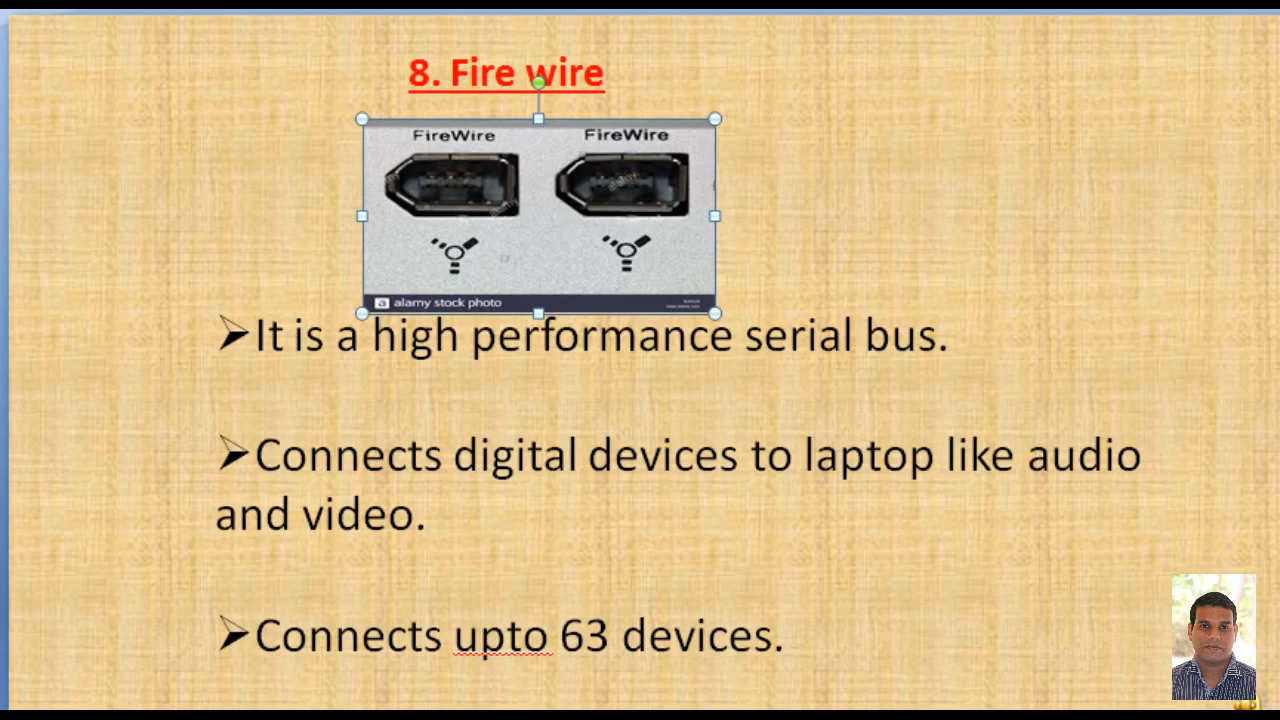 8. Fire wire
FireWire FireWire
alamy
alamy stock photo
➢It is a high performance serial bus.
➢Connects digital devices to laptop like audio
and video.
➢Connects upto 63 devices.